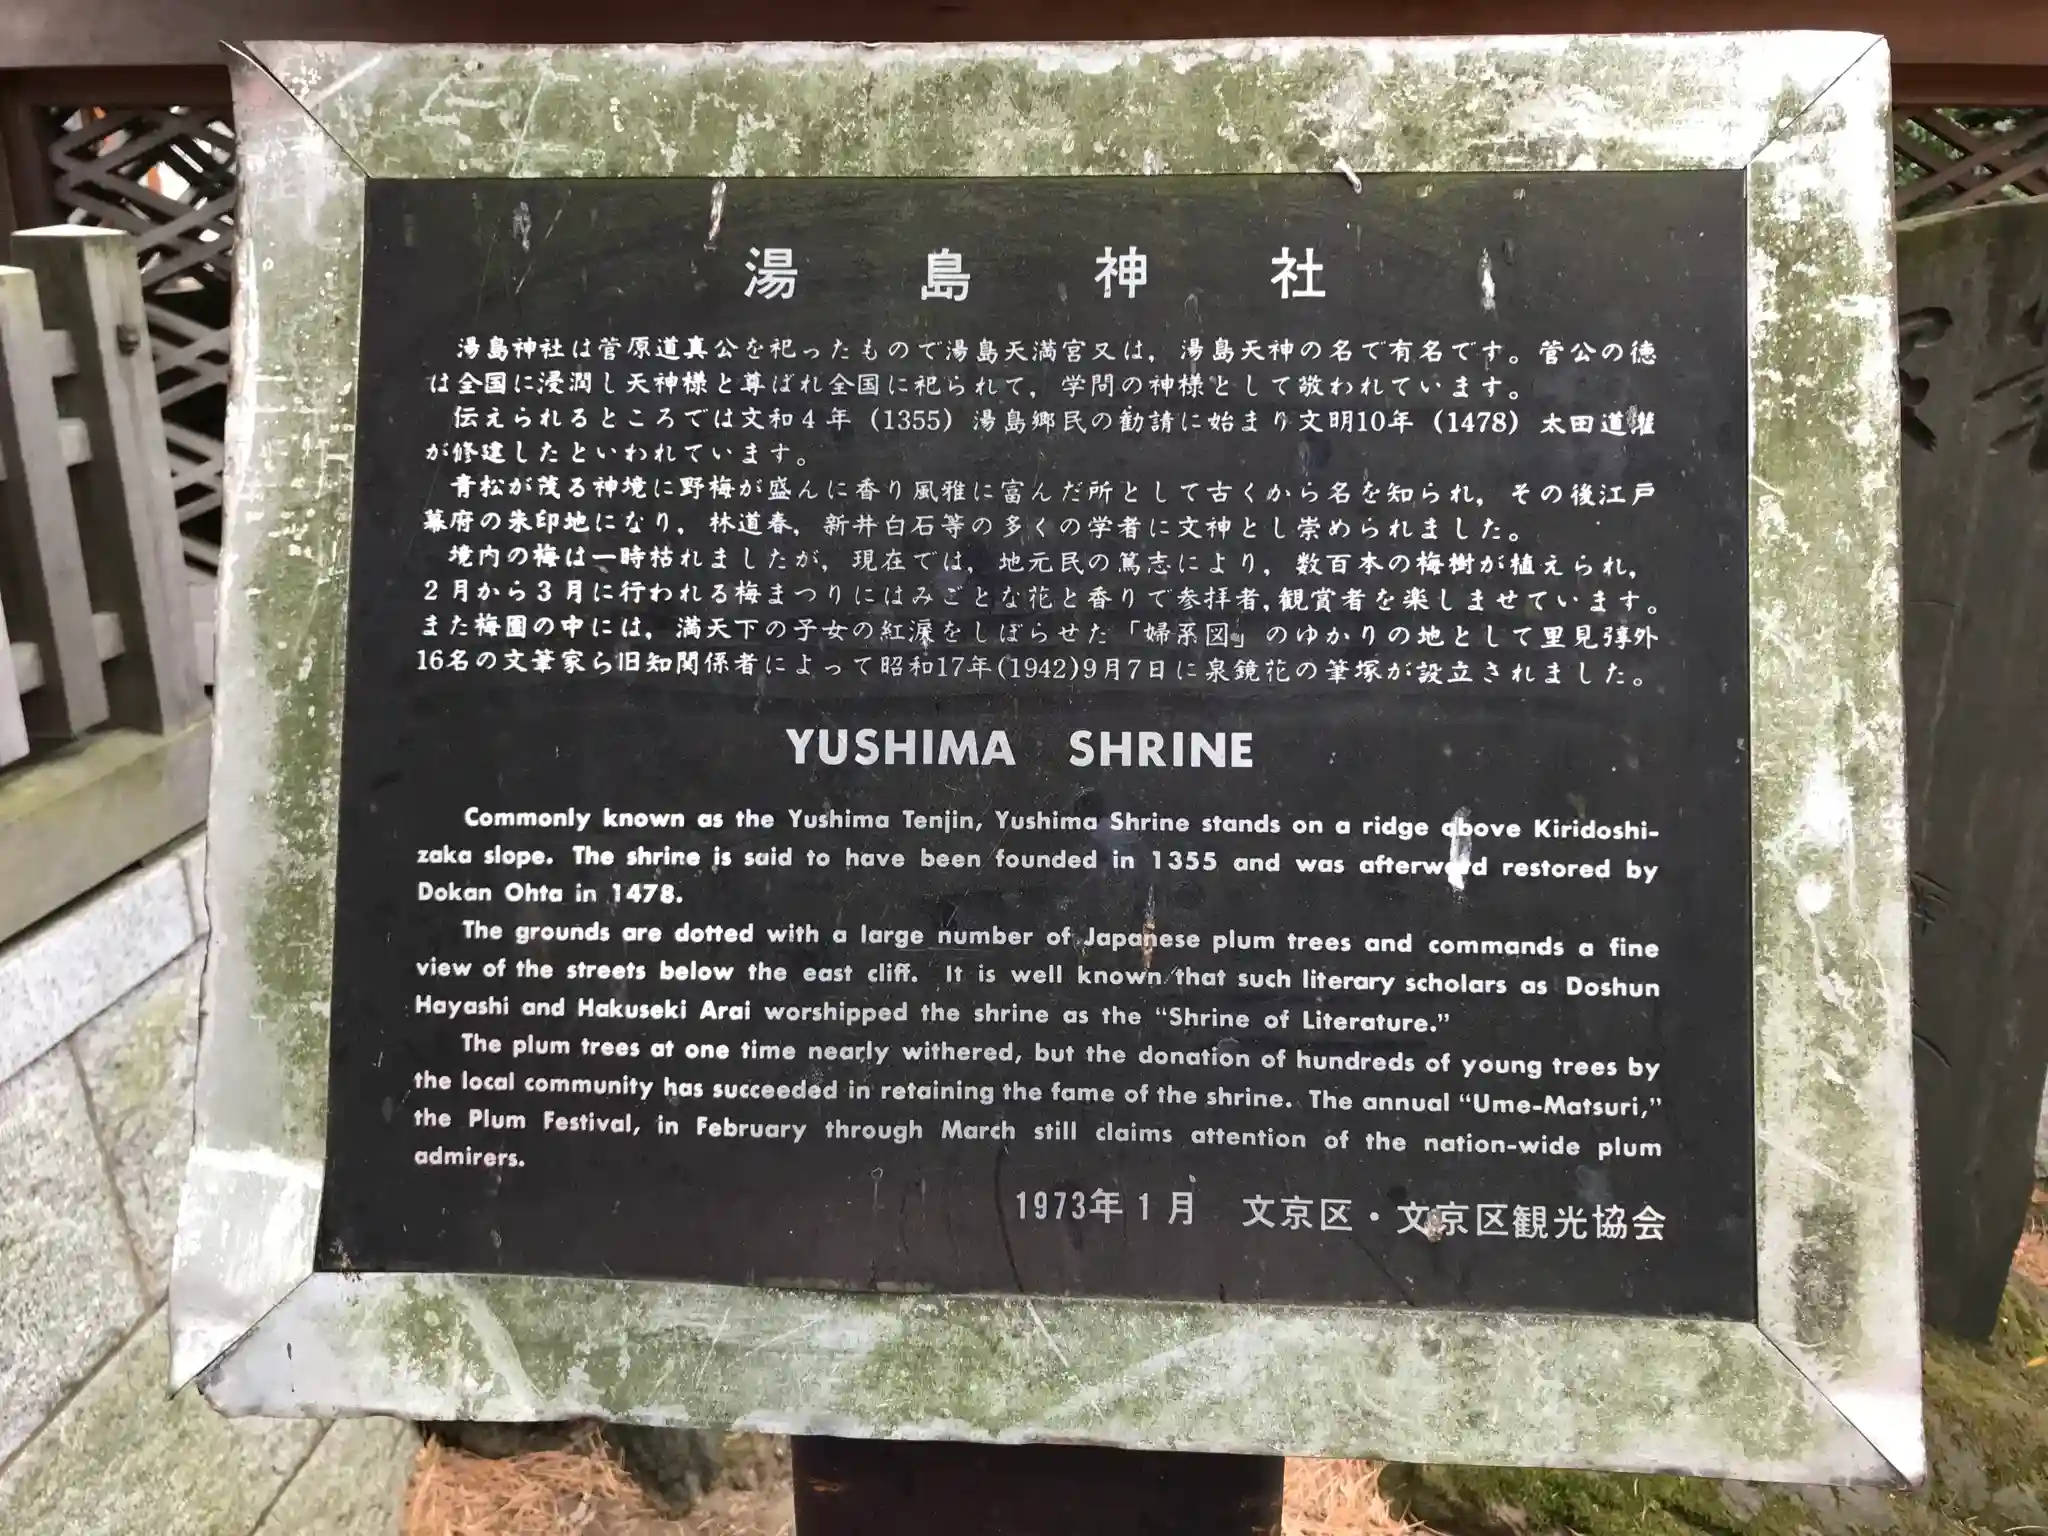 湯島神社
湯島神社は菅原道真公を祀ったもので湯島天満宮又は，湯島天神の名で有名です。菅公の徳
は全国に浸潤し天神様と尊ばれ全国に祀られて，学問の神様として敬われています。
伝えられるところでは文和4年（1355）湯島郷民の勧請に始まり文明10年（1478）太田道灌
が修建したといわれています。
青松が茂る神境に野梅が盛んに香り風雅に富んだ所として古くから名を知られ，その後江戸
幕府の朱印地になり，林道春，新井白石等の多くの学者に文神とし崇められました。
境内の梅は一時枯れましたが，現在では，地元民の篤志により，数百本の梅樹が植えられ，
2月から3月に行われる梅まつりにはみごとな花と香りで参拝者，観賞者を楽しませています。
また梅園の中には，満天下の子女の紅涙をしぼらせた「婦系図」のゆかりの地として里見弴外
16名の文筆家ら旧知関係者によって昭和17年(1942)9月7日に泉鏡花の筆塚が設立されました。
YUSHIMA SHRINE
Commonly known as the Yushima Tenjin, Yushima Shrine stands on a ridge above Kiridoshi-
zaka slope. The shrine is said to have been founded in 1355 and was afterward restored by
Dokan Ohta in 1478.
The grounds are dotted with a large number of Japanese plum trees and commands a fine
view of the streets below the east cliff. It is well known that such literary scholars as Doshun
Hayashi and Hakuseki Arai worshipped the shrine as the “Shrine of Literature.”
The plum trees at one time nearly withered, but the donation of hundreds of young trees by
the local community has succeeded in retaining the fame of the shrine. The annual “Ume-Matsuri,”
the Plum Festival, in February through March still claims attention of the nation-wide plum
admirers.
1973年1月 文京区・文京区観光協会